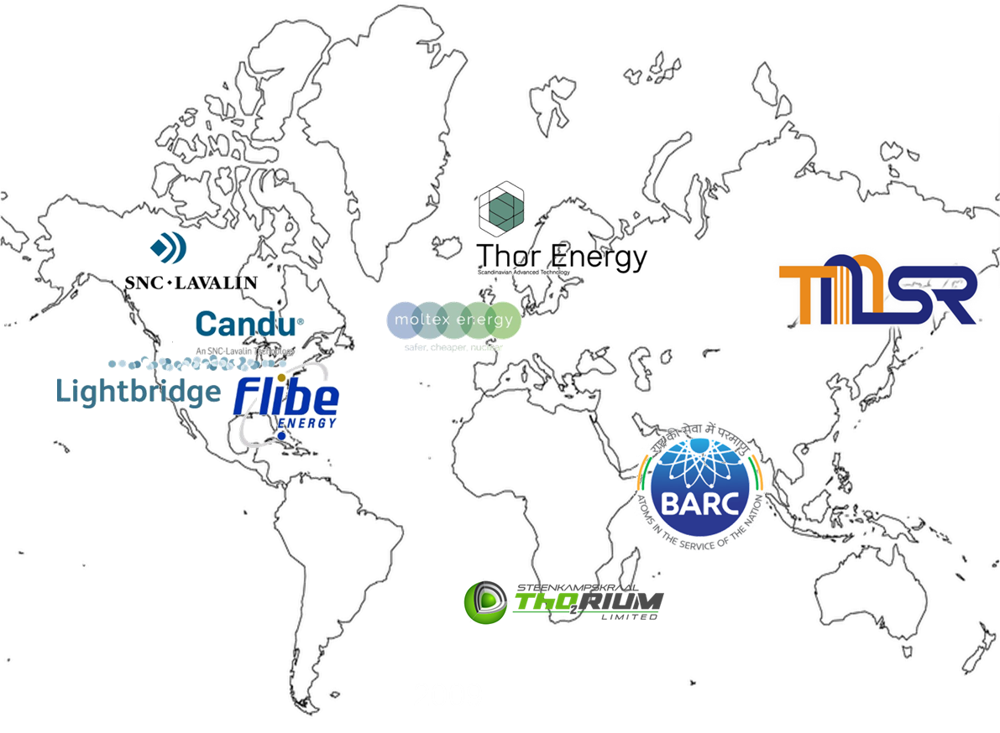 Thor Energy
Scandinavian Advanced Technology
SNC·LAVALIN
TMSR
moltex energy
safer, cheaper, nuclear
Candu®
An SNC-Lavalin Technology
Lightbridge
flibe
ENERGY
राष्ट्र की सेवा में परमाणु
BARC
ATOMS IN THE SERVICE OF THE NATION
STEENKAMPSKRAAL
THO2RIUM
LIMITED